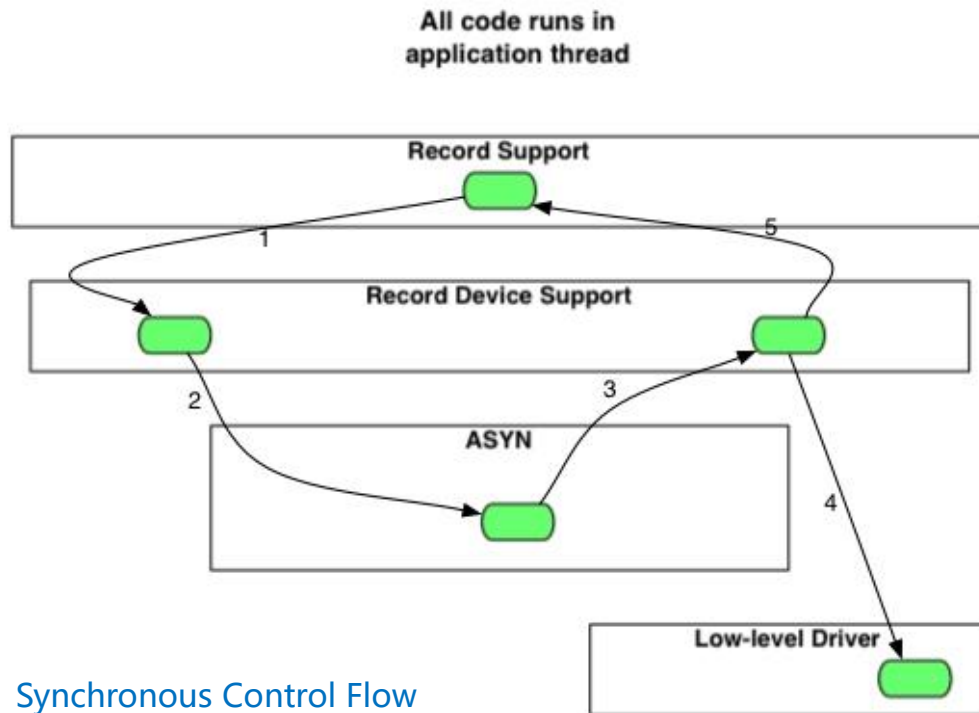 All code runs in
application thread
Record Support
1
5
Record Device Support
2
3
ASYN
4
Low-level Driver
Synchronous Control Flow